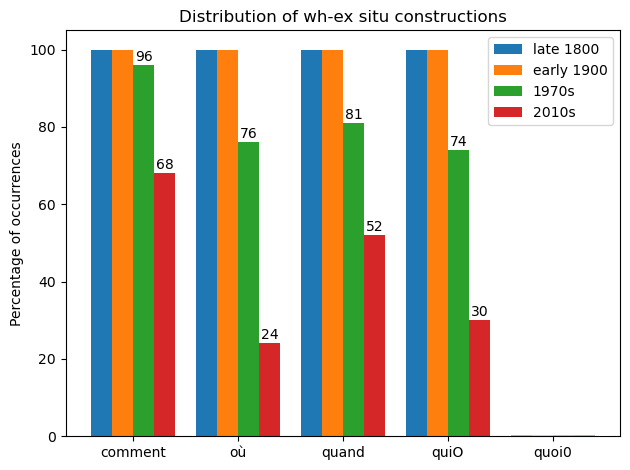 Distribution of wh-ex situ constructions
late 1800
early 1900
1970s
2010s
Percentage of occurrences
100
80
60
40
20
0
96
68
76
24
81
52
74
30
comment
où
quand
quiO
quoi0